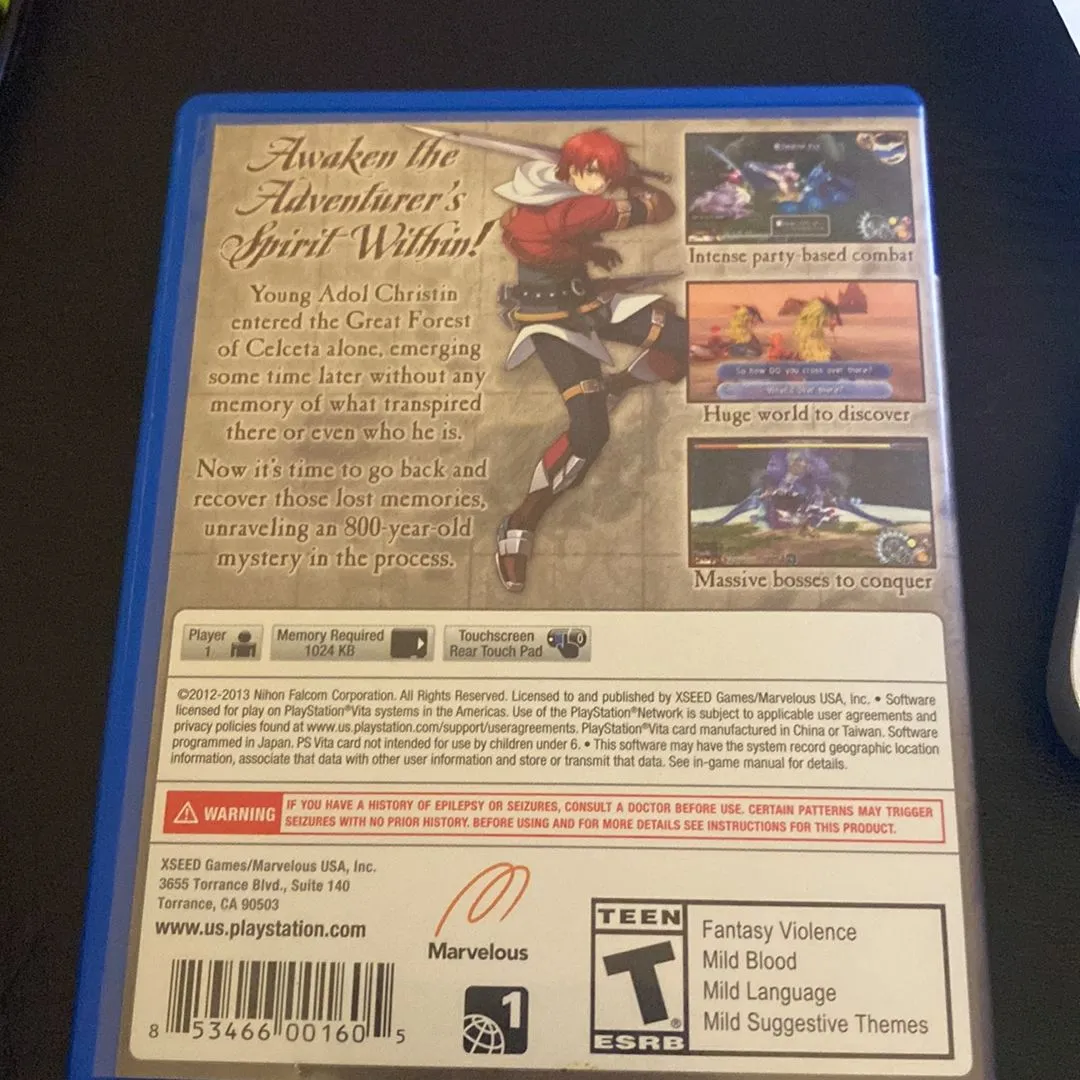 Awaken the
Adventurer's
Spirit Within!
Young Adol Christin
entered the Great Forest
of Celceta alone, emerging
some time later without any
memory of what transpired
there or even who he is.
Now it's time to go back and
recover those lost memories,
unraveling an 800-year-old
mystery in the process.
Intense party-based combat
So how DO you cross over there?
Huge world to discover
Massive bosses to conquer
Player
1
Memory Required
1024 KB
Touchscreen
Rear Touch Pad
©2012-2013 Nihon Falcom Corporation. All Rights Reserved. Licensed to and published by XSEED Games/Marvelous USA, Inc. • Software
licensed for play on PlayStation®Vita systems in the Americas. Use of the PlayStation®Network is subject to applicable user agreements and
privacy policies found at www.us.playstation.com/support/useragreements. PlayStation®Vita card manufactured in China or Taiwan. Software
programmed in Japan. PS Vita card not intended for use by children under 6. • This software may have the system record geographic location
information, associate that data with other user information and store or transmit that data. See in-game manual for details.
WARNING
IF YOU HAVE A HISTORY OF EPILEPSY OR SEIZURES, CONSULT A DOCTOR BEFORE USE. CERTAIN PATTERNS MAY TRIGGER
SEIZURES WITH NO PRIOR HISTORY. BEFORE USING AND FOR MORE DETAILS SEE INSTRUCTIONS FOR THIS PRODUCT.
XSEED Games/Marvelous USA, Inc.
3655 Torrance Blvd., Suite 140
Torrance, CA 90503
www.us.playstation.com
Marvelous
8 53466 00160 5
1
TEEN
T
®
ESRB
Fantasy Violence
Mild Blood
Mild Language
Mild Suggestive Themes